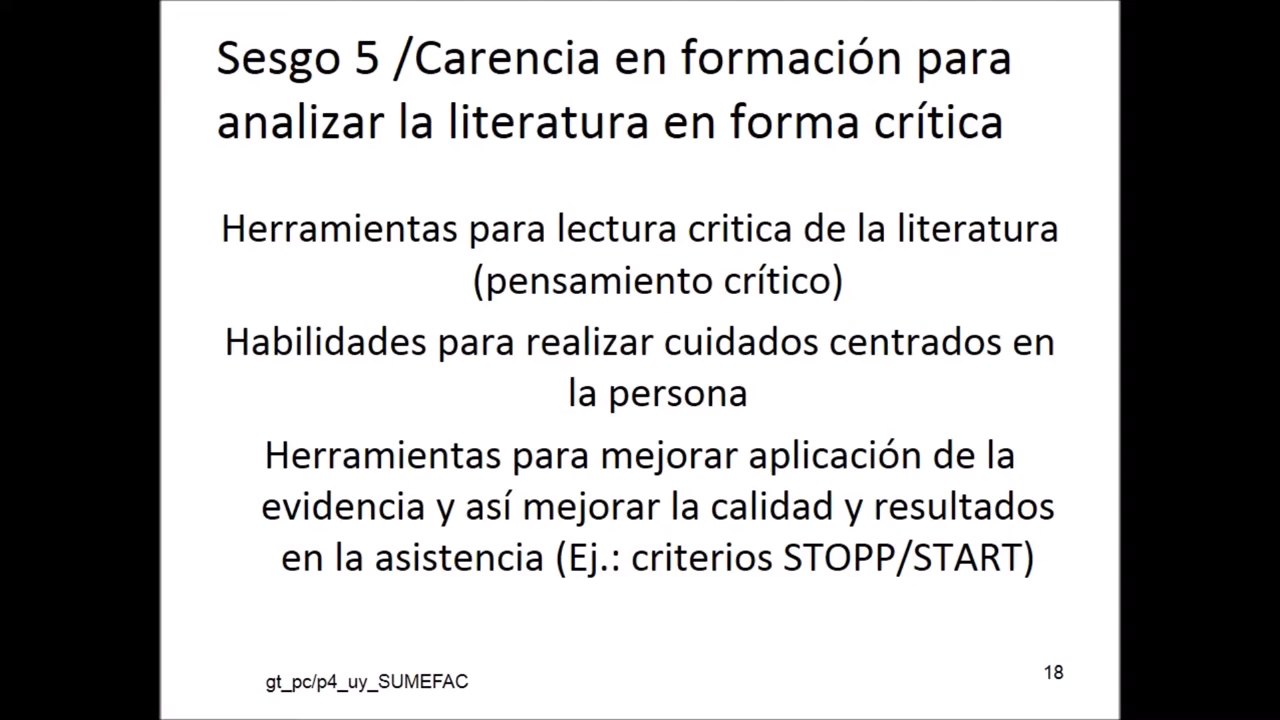 Sesgo 5 /Carencia en formación para
analizar la literatura en forma crítica
Herramientas para lectura critica de la literatura
(pensamiento crítico)
Habilidades para realizar cuidados centrados en
la persona
Herramientas para mejorar aplicación de la
evidencia y así mejorar la calidad y resultados
en la asistencia (Ej.: criterios STOPP/START)
gt_pc/p4_uy_SUMEFAC
18